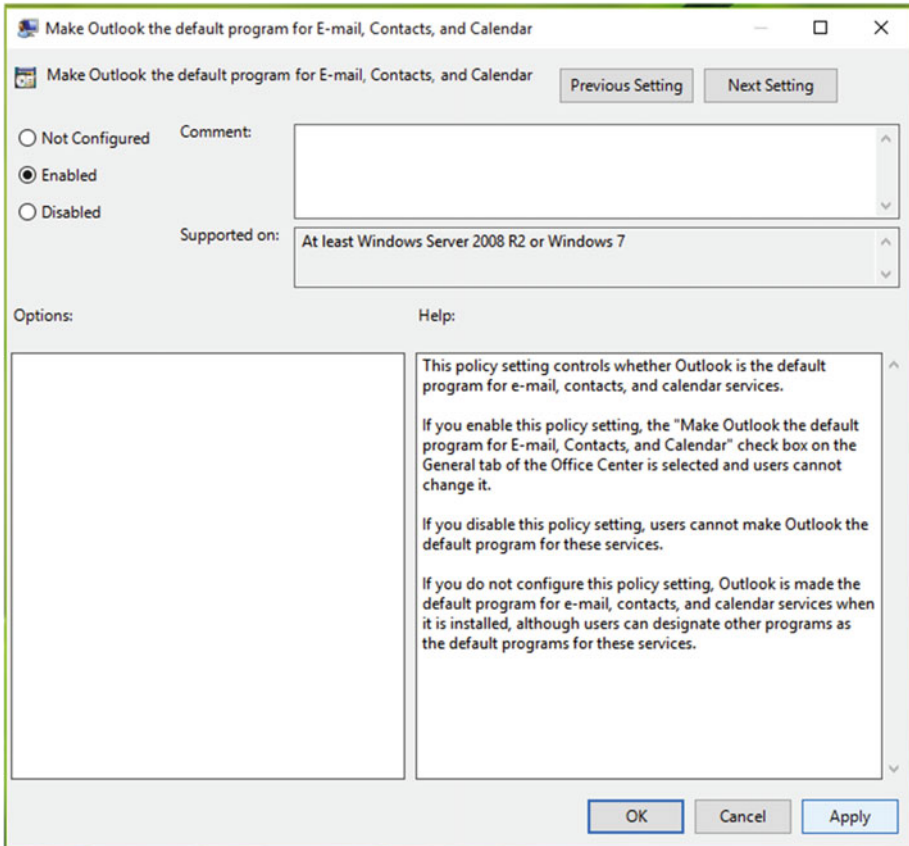 Make Outlook the default program for E-mail, Contacts, and Calendar
Make Outlook the default program for E-mail, Contacts, and Calendar
Previous Setting
Next Setting
Not Configured
Enabled
Disabled
Comment:
Supported on:
At least Windows Server 2008 R2 or Windows 7
Options:
Help:
This policy setting controls whether Outlook is the default
program for e-mail, contacts, and calendar services.
If you enable this policy setting, the "Make Outlook the default
program for E-mail, Contacts, and Calendar" check box on the
General tab of the Office Center is selected and users cannot
change it.
If you disable this policy setting, users cannot make Outlook the
default program for these services.
If you do not configure this policy setting, Outlook is made the
default program for e-mail, contacts, and calendar services when
it is installed, although users can designate other programs as
the default programs for these services.
OK
Cancel
Apply